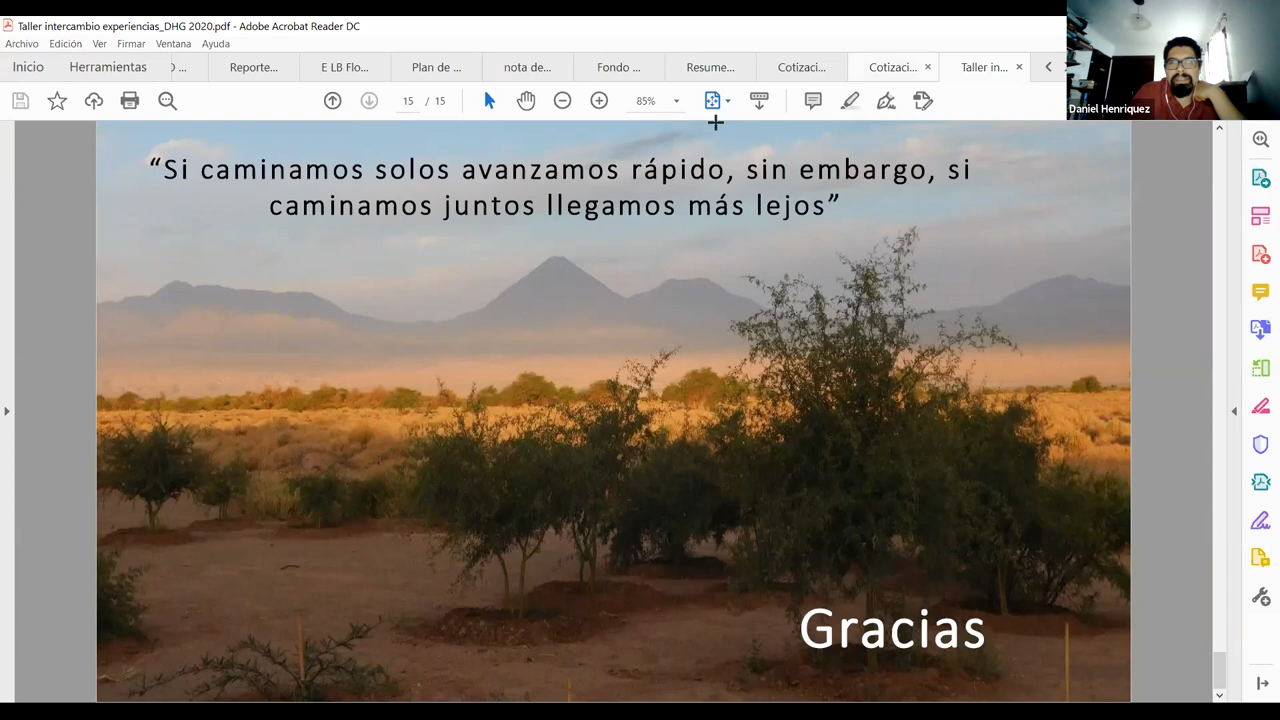 Taller intercambio experiencias_DHG 2020.pdf - Adobe Acrobat Reader DC
Archivo Edición Ver Firmar Ventana Ayuda
Inicio Herramientas ... Reporte... E LB Flo... Plan de ... nota de... Fondo ... Resume... Cotizaci... Cotizaci... × Taller in... ×
15 / 15 85%
Daniel Henriquez
“Si caminamos solos avanzamos rápido, sin embargo, si
caminamos juntos llegamos más lejos”
Gracias